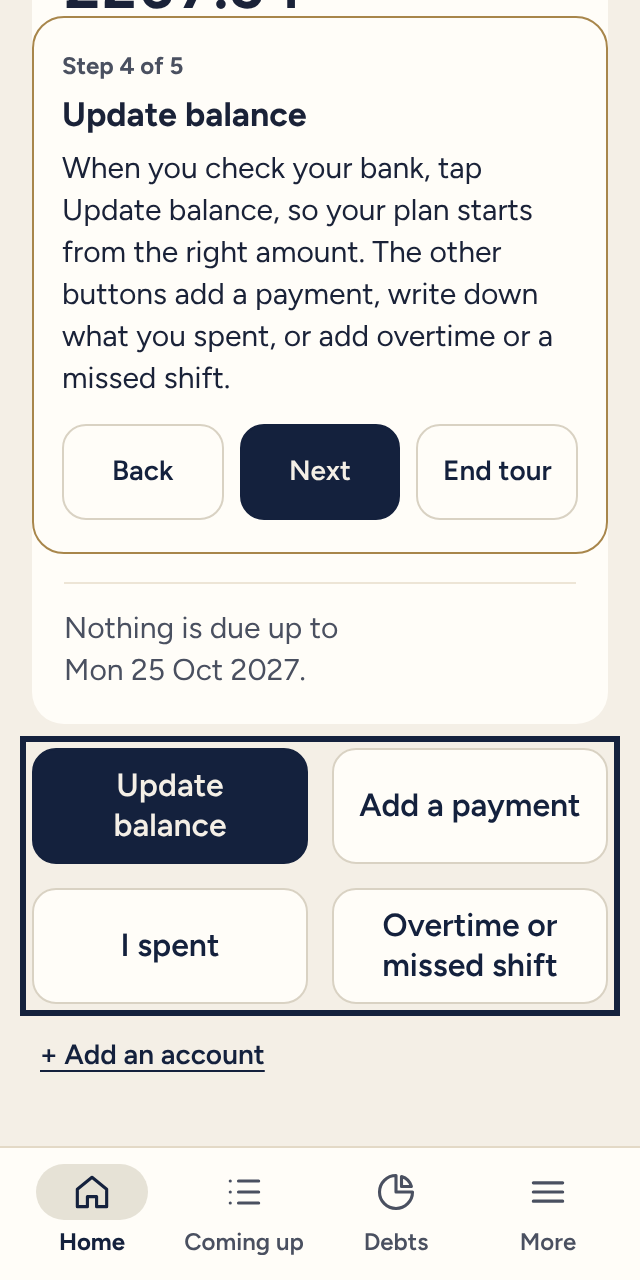 Step 4 of 5
Update balance
When you check your bank, tap
Update balance, so your plan starts
from the right amount. The other
buttons add a payment, write down
what you spent, or add overtime or a
missed shift.
Back
Next
End tour
Nothing is due up to
Mon 25 Oct 2027.
Update
balance
Add a payment
I spent
Overtime or
missed shift
+ Add an account
Home
Coming up
Debts
More